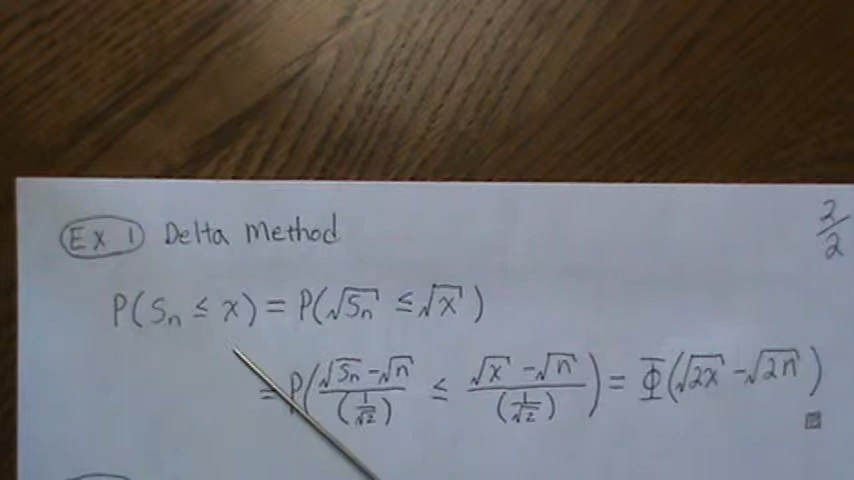 Ex 1 Delta Method
2/2
P(Sₙ ≤ x) = P(√Sₙ ≤ √x)
= P((√Sₙ - √n)/(1/√2) ≤ (√x - √n)/(1/√2)) = Φ(√2x - √2n)